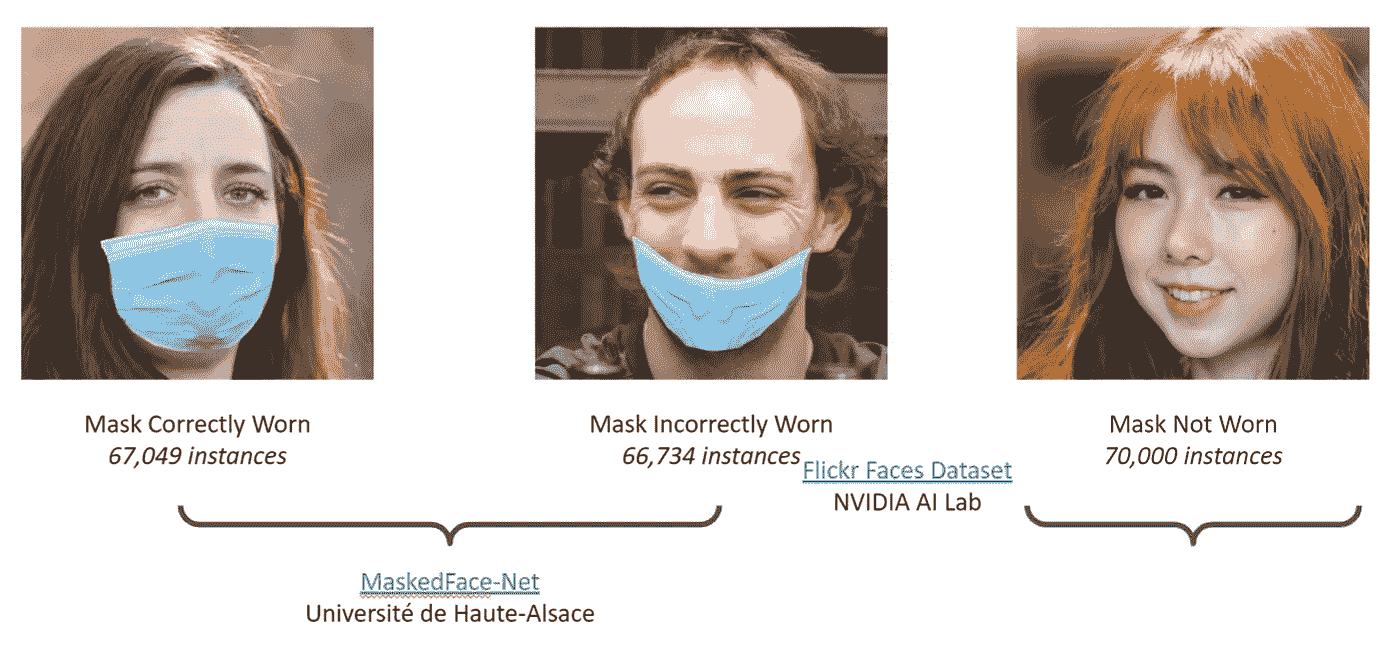 Mask Correctly Worn
67,049 instances
Mask Incorrectly Worn
66,734 instances
Mask Not Worn
70,000 instances
Flickr Faces Dataset
NVIDIA AI Lab
MaskedFace-Net
Université de Haute-Alsace